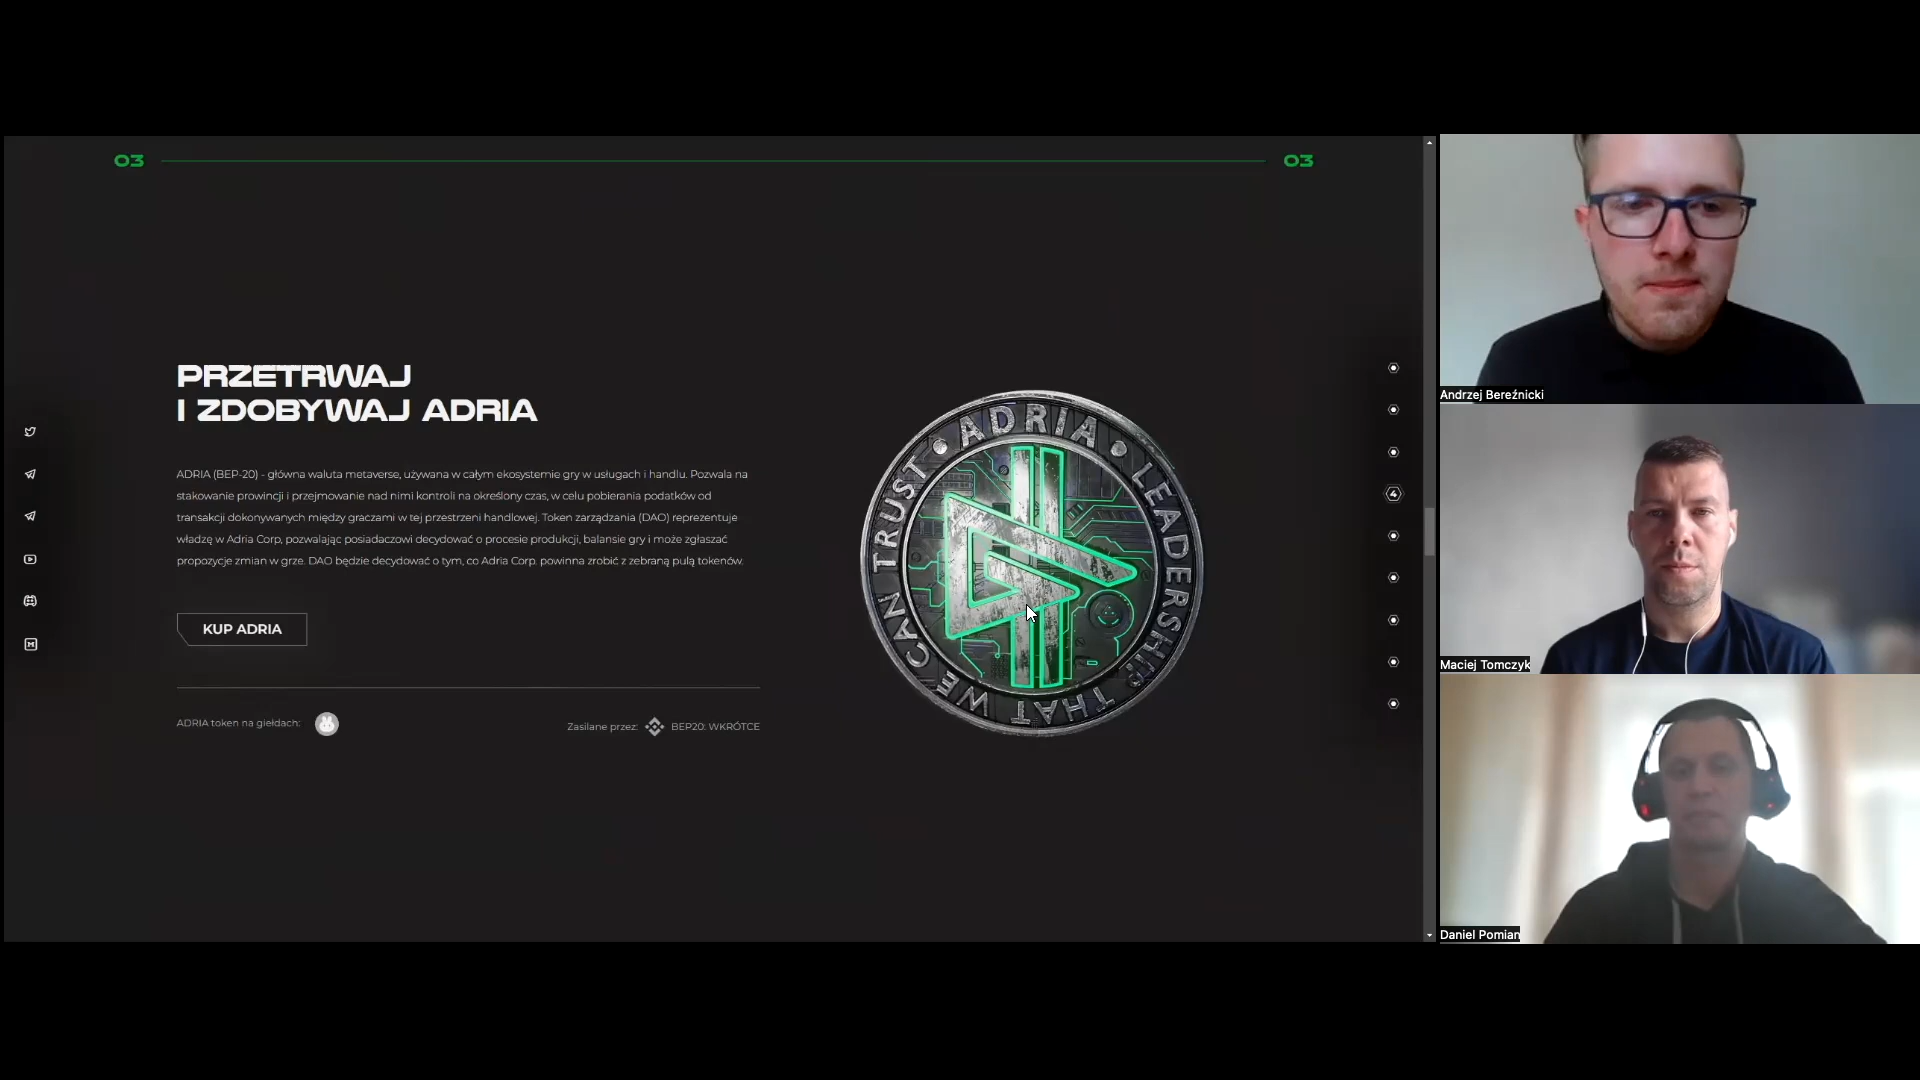 03
03
PRZETRWAJ
I ZDOBYWAJ ADRIA
ADRIA (BEP-20) - główna waluta metaverse, używana w całym ekosystemie gry w usługach i handlu. Pozwala na
stakowanie prowincji i przejmowanie nad nimi kontroli na określony czas, w celu pobierania podatków od
transakcji dokonywanych między graczami w tej przestrzeni handlowej. Token zarządzania (DAO) reprezentuje
władzę w Adria Corp, pozwalając posiadaczowi decydować o procesie produkcji, balansie gry i może zgłaszać
propozycje zmian w grze. DAO będzie decydować o tym, co Adria Corp. powinna zrobić z zebraną pulą tokenów.
KUP ADRIA
ADRIA token na giełdach:
Zasilane przez:
BEP20: WKRÓTCE
ADRIA
LEADERSHIP
THAT WE CAN TRUST
4
Andrzej Bereźnicki
Maciej Tomczyk
Daniel Pomian